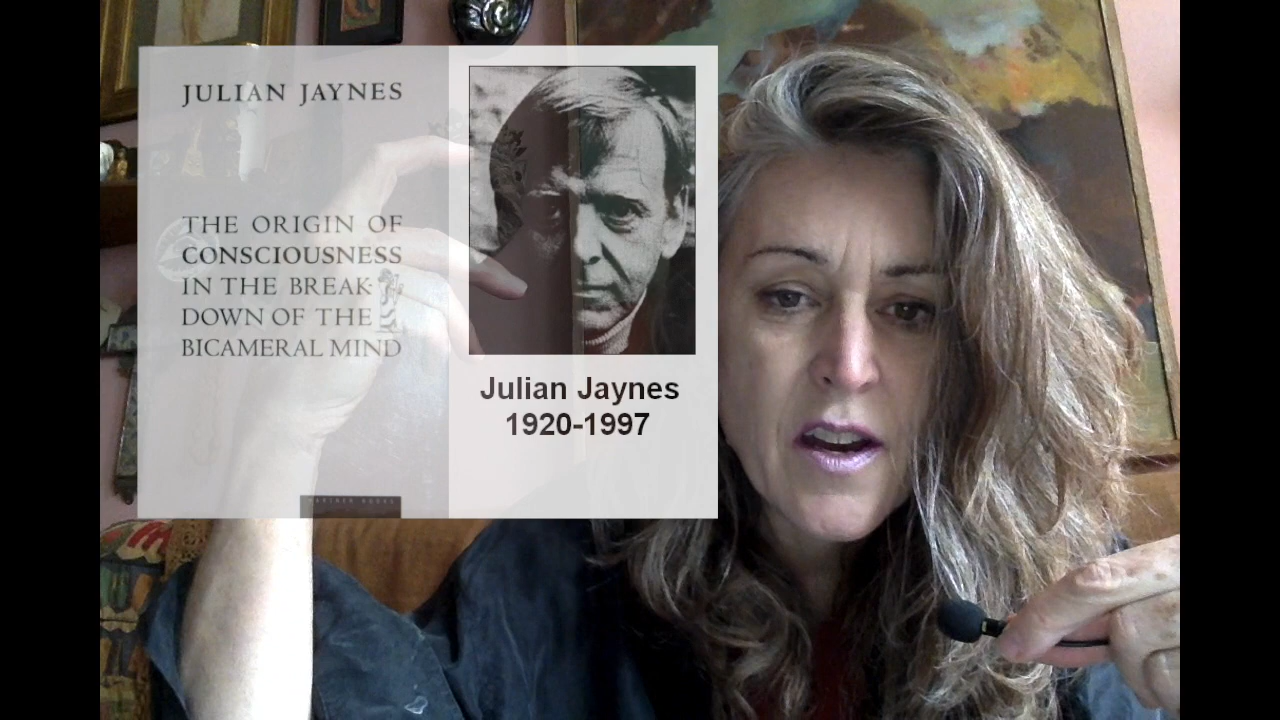 JULIAN JAYNES
THE ORIGIN OF
CONSCIOUSNESS
IN THE BREAK-
DOWN OF THE
BICAMERAL MIND
Julian Jaynes
1920-1997